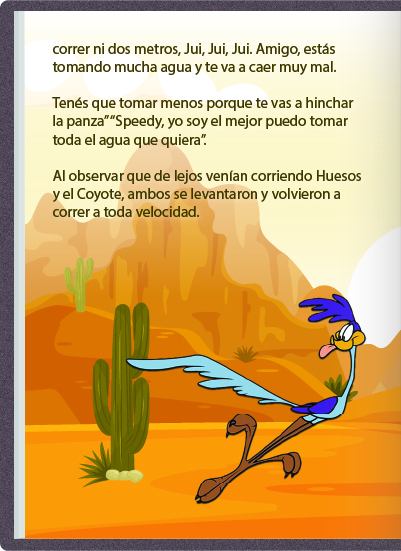 correr ni dos metros, Jui, Jui, Jui. Amigo, estás
tomando mucha agua y te va a caer muy mal.
Tenés que tomar menos porque te vas a hinchar
la panza” “Speedy, yo soy el mejor puedo tomar
toda el agua que quiera”.
Al observar que de lejos venían corriendo Huesos
y el Coyote, ambos se levantaron y volvieron a
correr a toda velocidad.